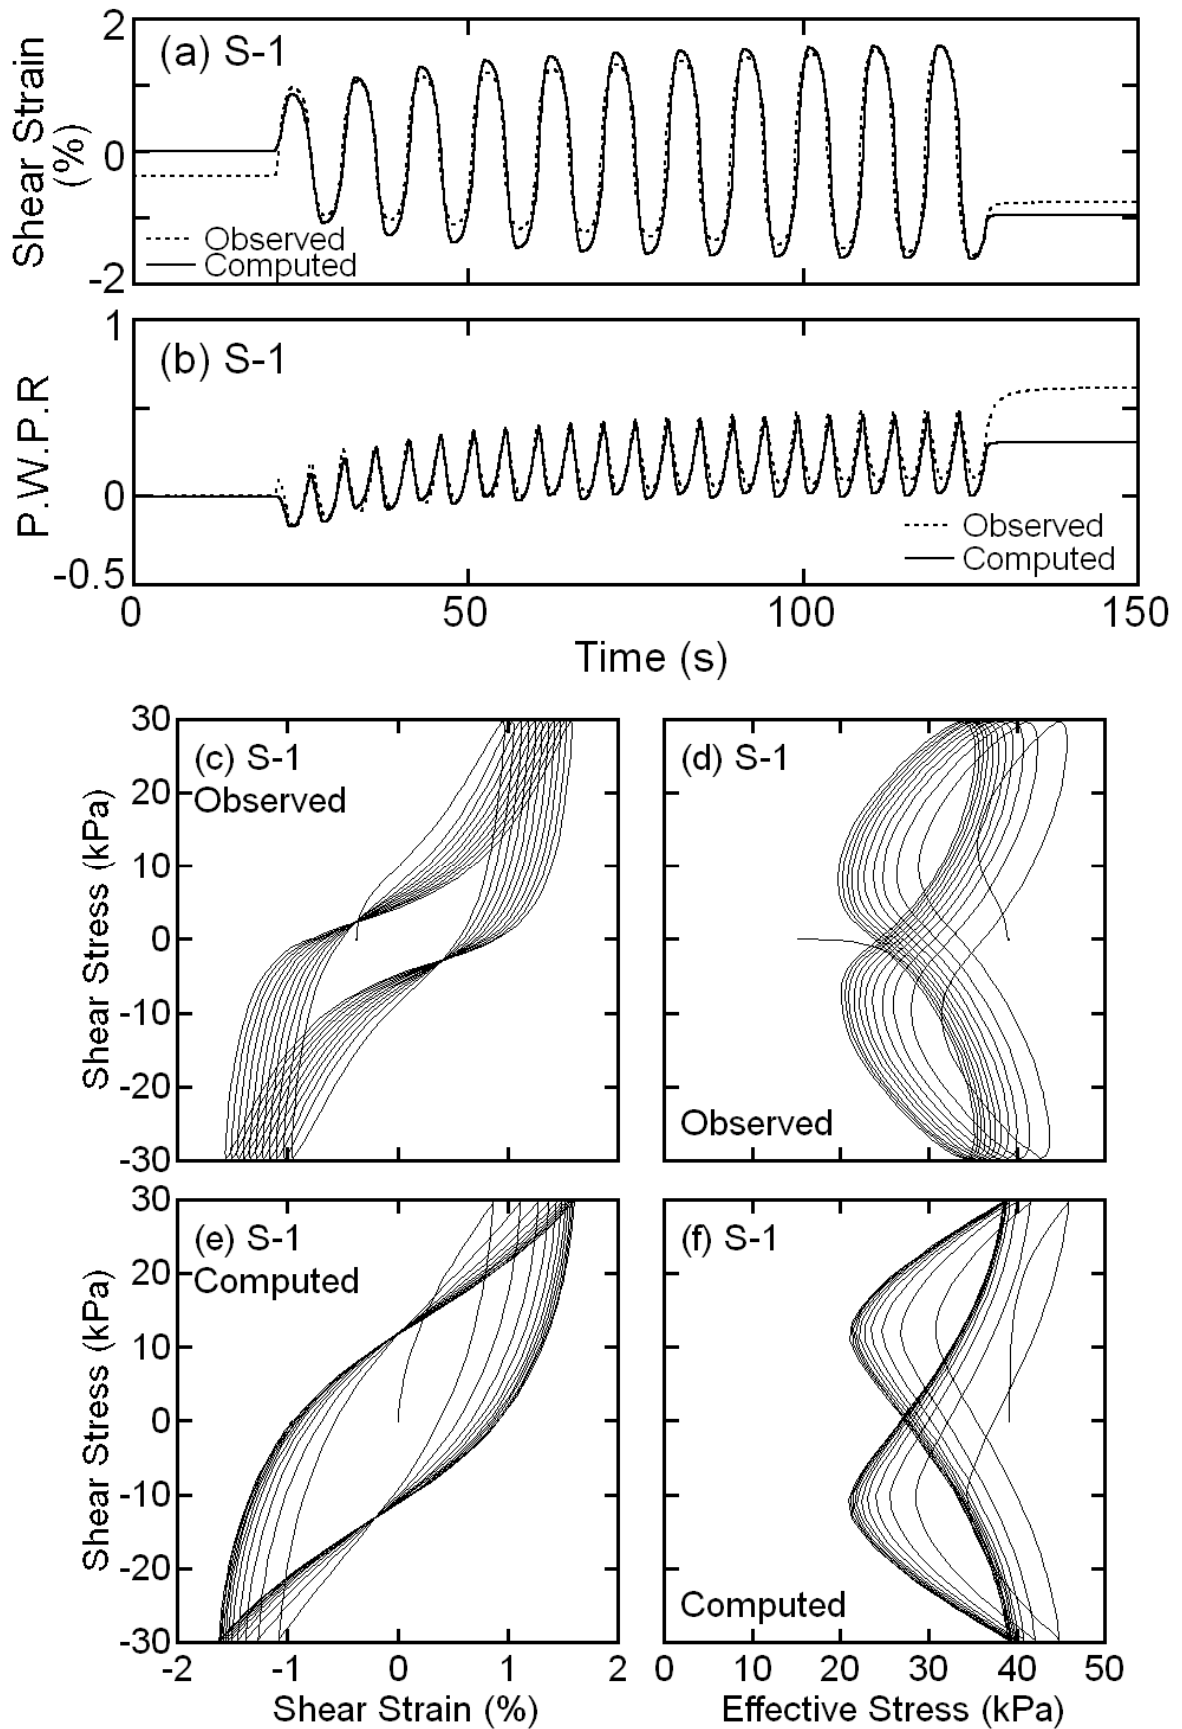 2
(a) S-1
Shear Strain
(%)
0
Observed
Computed
-2
1
(b) S-1
P.W.P.R
0
Observed
Computed
-0.5
0 50 100 150
Time (s)
30
(c) S-1
Observed
20
10
0
-10
-20
-30
Shear Stress (kPa)
(d) S-1
Observed
30
(e) S-1
Computed
20
10
0
-10
-20
-30
Shear Stress (kPa)
-2 -1 0 1 2
Shear Strain (%)
(f) S-1
Computed
0 10 20 30 40 50
Effective Stress (kPa)